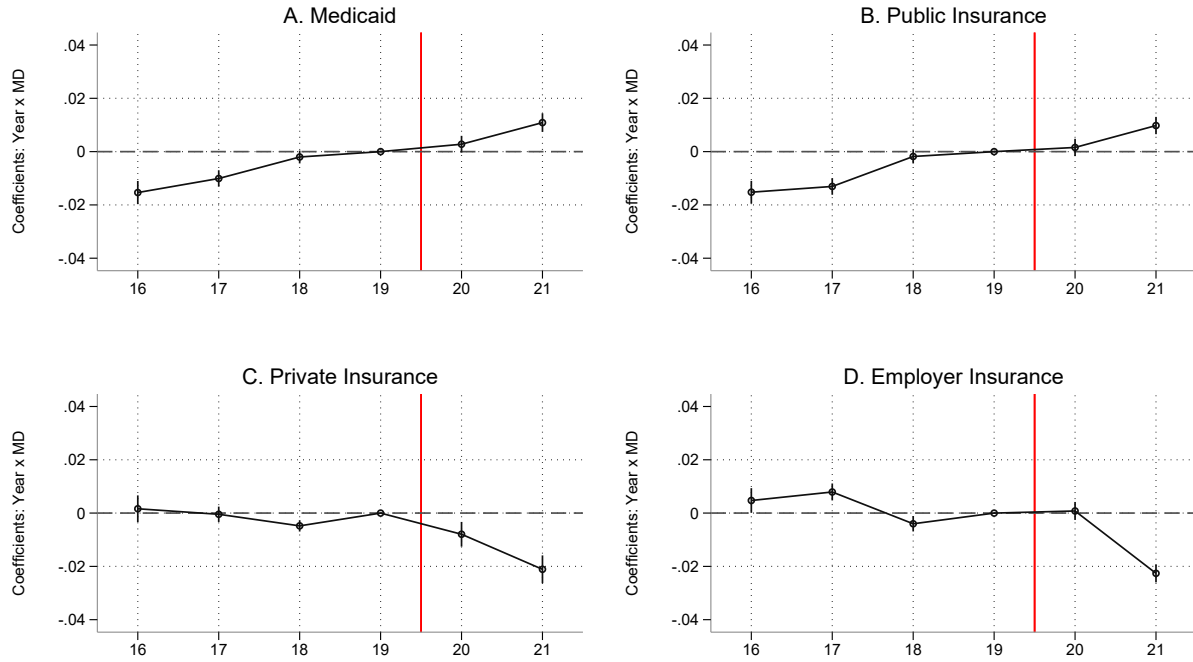 A. Medicaid
Coefficients: Year x MD
.04
.02
0
-.02
-.04
16 17 18 19 20 21
B. Public Insurance
Coefficients: Year x MD
.04
.02
0
-.02
-.04
16 17 18 19 20 21
C. Private Insurance
Coefficients: Year x MD
.04
.02
0
-.02
-.04
16 17 18 19 20 21
D. Employer Insurance
Coefficients: Year x MD
.04
.02
0
-.02
-.04
16 17 18 19 20 21